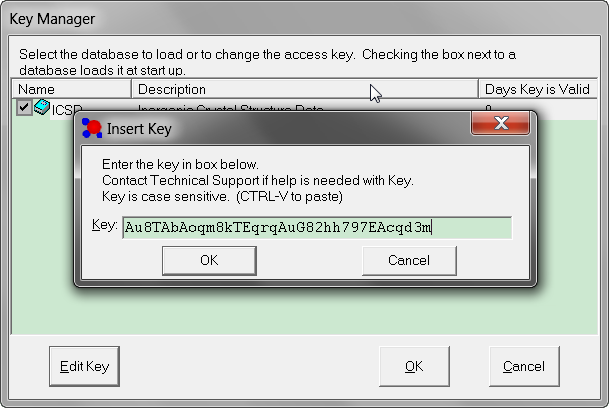 Key Manager
Select the database to load or to change the access key. Checking the box next to a
database loads it at start up.
Name Description Days Key is Valid
ICSD Inorganic Crystal Structure Data 0
Insert Key
Enter the key in box below.
Contact Technical Support if help is needed with Key.
Key is case sensitive. (CTRL-V to paste)
Key: Au8TAbAoqm8kTEqrqAuG82hh797EAcqd3m
OK Cancel
Edit Key OK Cancel